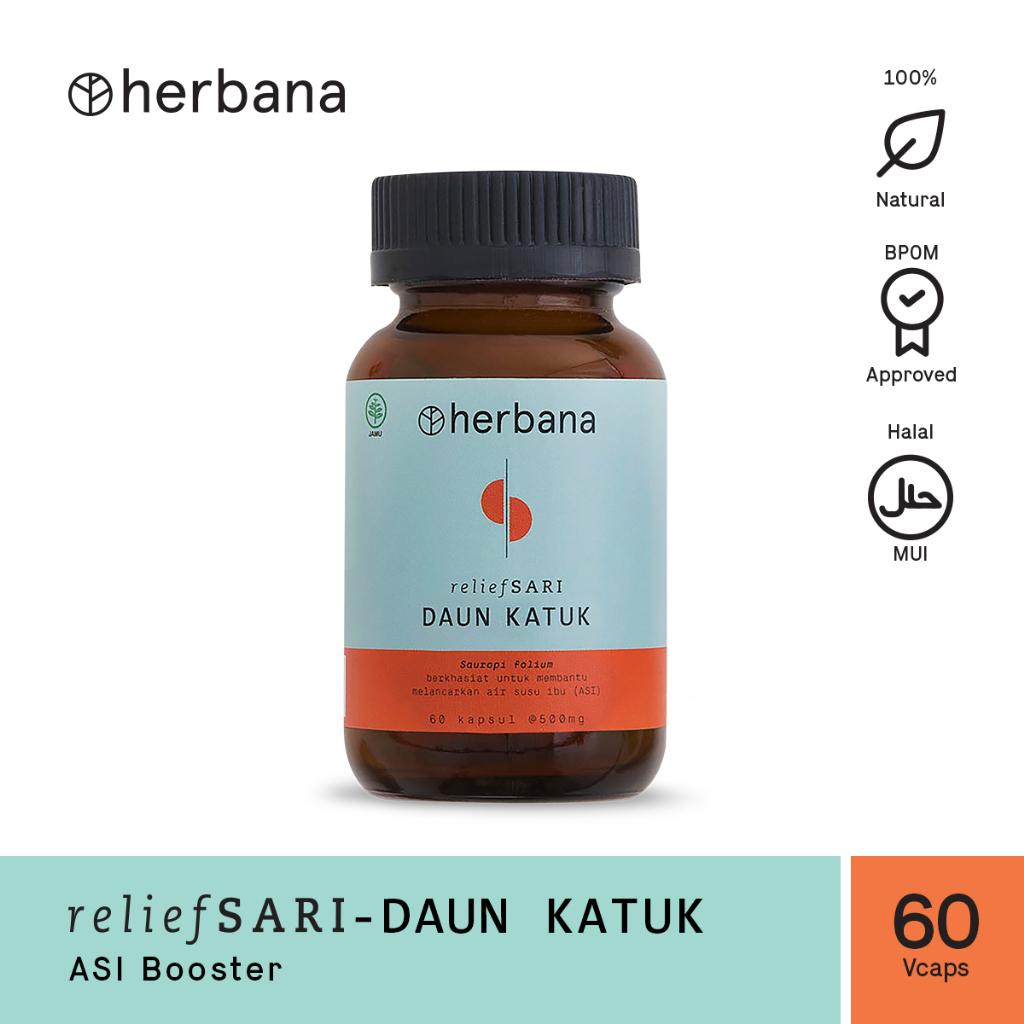 herbana
100%
Natural
BPOM
Approved
Halal
حلال
MUI
JAMU
herbana
reliefSARI
DAUN KATUK
Sauropi folium
berkhasiat untuk membantu
melancarkan air susu ibu (ASI)
60 kapsul @500mg
reliefSARI-DAUN KATUK
ASI Booster
60
Vcaps